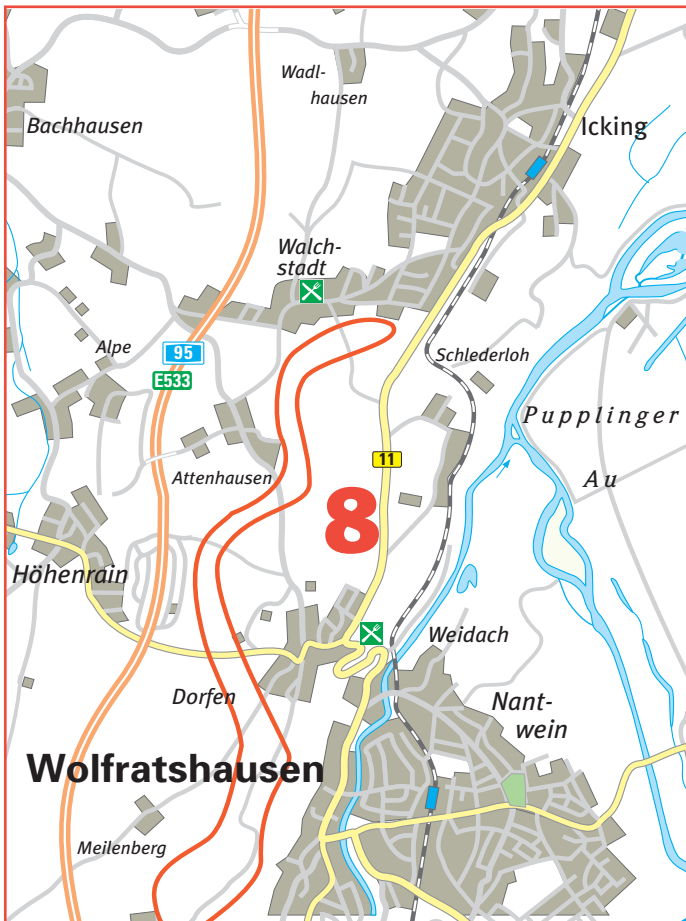 Wadl-
hausen
Bachhausen
Icking
Walch-
stadt
Alpe
95
E533
Schlederloh
Pupplinger
Au
11
Attenhausen
8
Höhenrain
Weidach
Dorfen
Nant-
wein
Wolfratshausen
Meilenberg